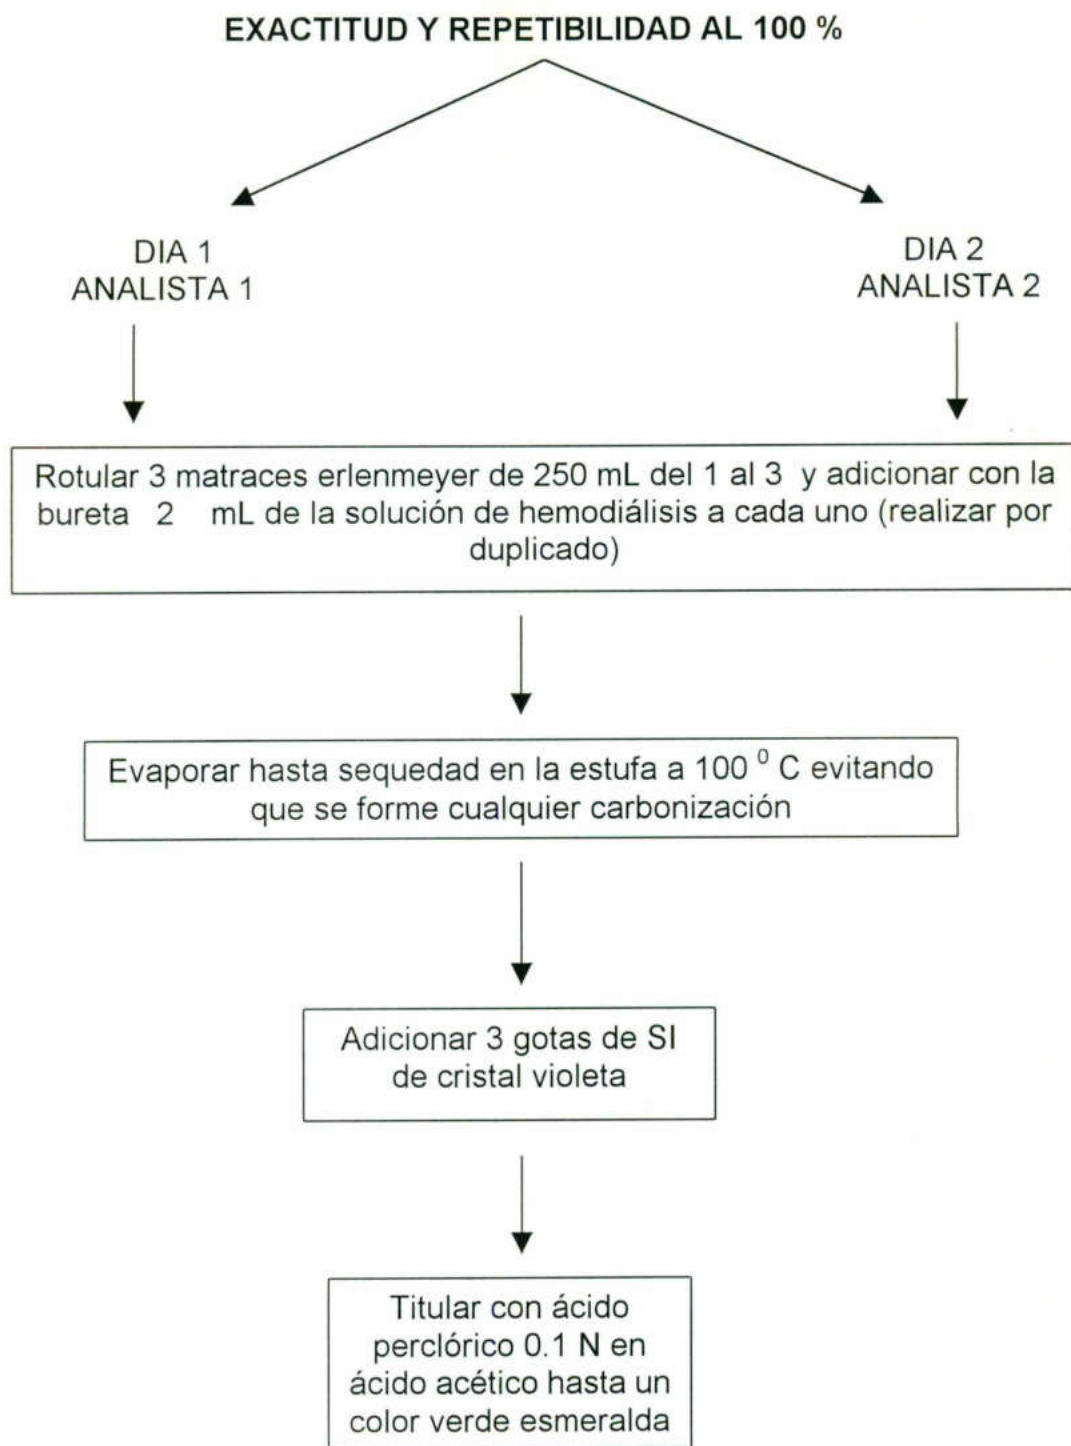 EXACTITUD Y REPETIBILIDAD AL 100 %
DIA 1
ANALISTA 1
DIA 2
ANALISTA 2
Rotular 3 matraces erlenmeyer de 250 mL del 1 al 3 y adicionar con la
bureta 2 mL de la solución de hemodiálisis a cada uno (realizar por
duplicado)
Evaporar hasta sequedad en la estufa a 100 ⁰ C evitando
que se forme cualquier carbonización
Adicionar 3 gotas de SI
de cristal violeta
Titular con ácido
perclórico 0.1 N en
ácido acético hasta un
color verde esmeralda